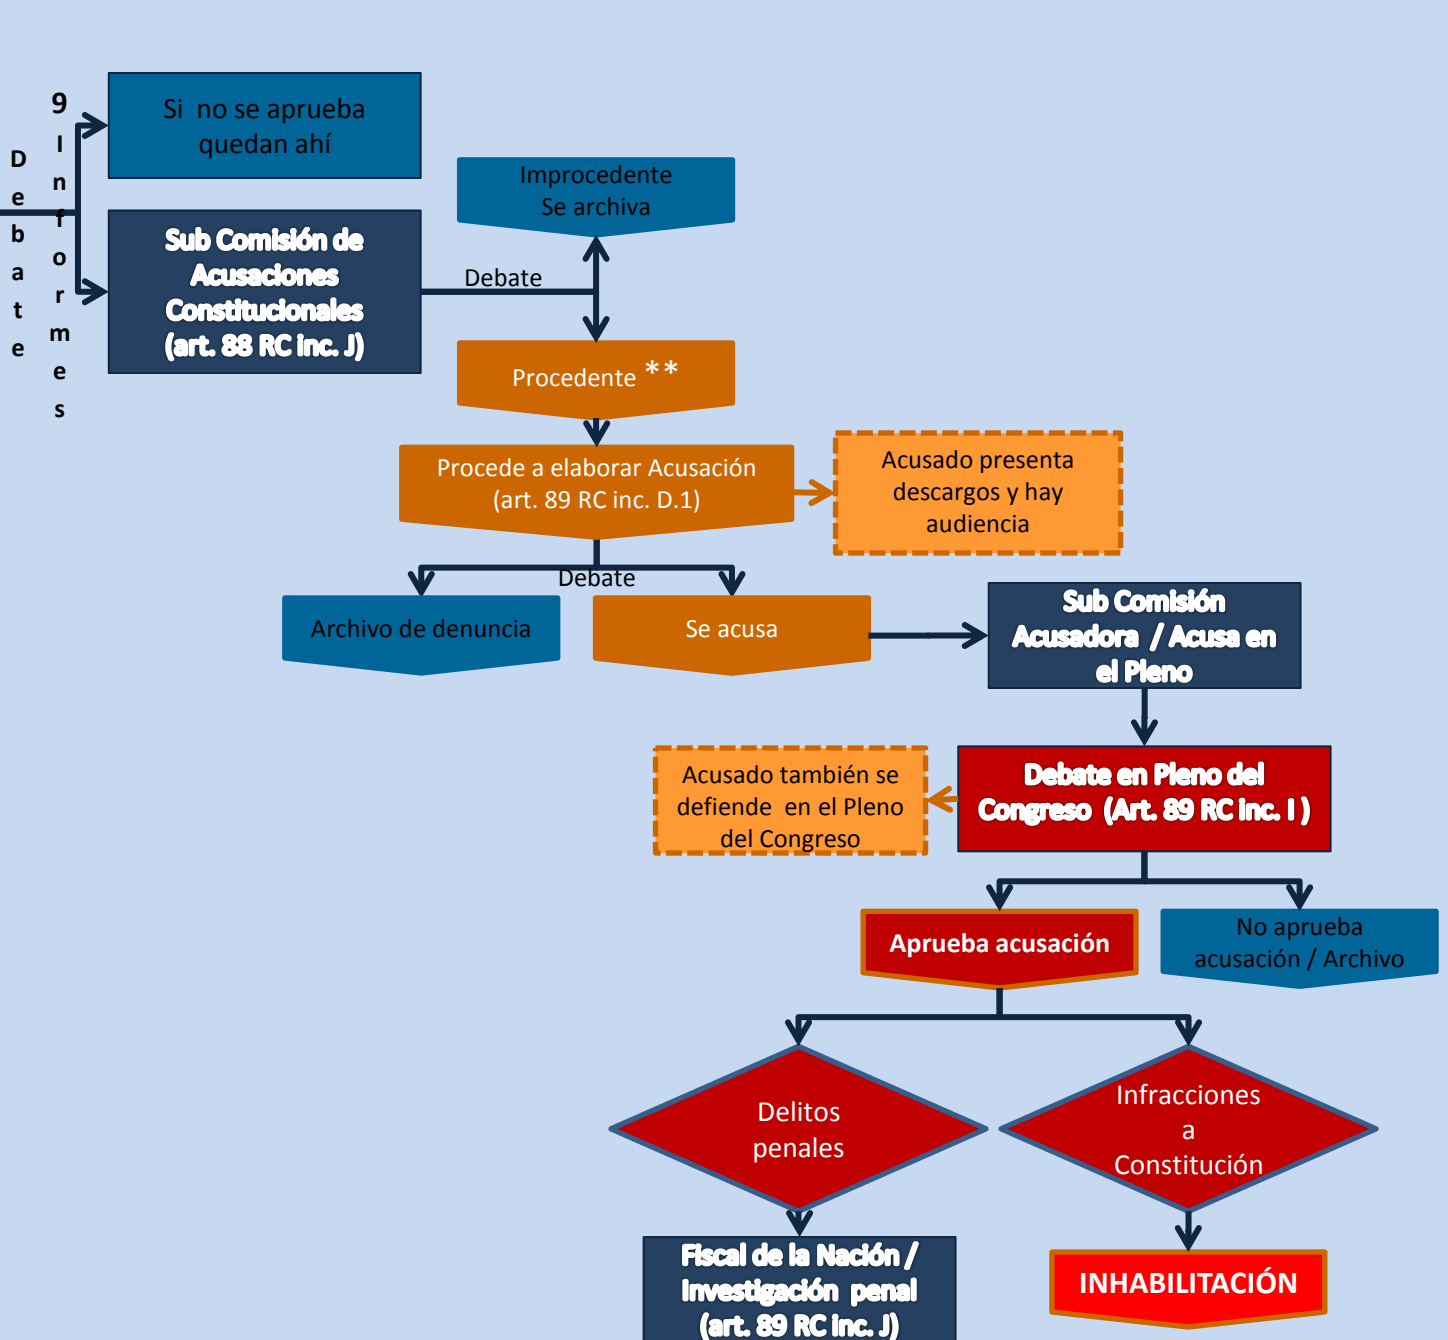 Debate
9 Informes
Si no se aprueba
quedan ahí
Sub Comisión de
Acusaciones
Constitucionales
(art. 88 RC inc. J)
Debate
Improcedente
Se archiva
Procedente **
Procede a elaborar Acusación
(art. 89 RC inc. D.1)
Acusado presenta
descargos y hay
audiencia
Debate
Archivo de denuncia
Se acusa
Sub Comisión
Acusadora / Acusa en
el Pleno
Acusado también se
defiende en el Pleno
del Congreso
Debate en Pleno del
Congreso (Art. 89 RC inc. I )
Aprueba acusación
No aprueba
acusación / Archivo
Delitos
penales
Infracciones
a
Constitución
Fiscal de la Nación /
Investigación penal
(art. 89 RC inc. J)
INHABILITACIÓN